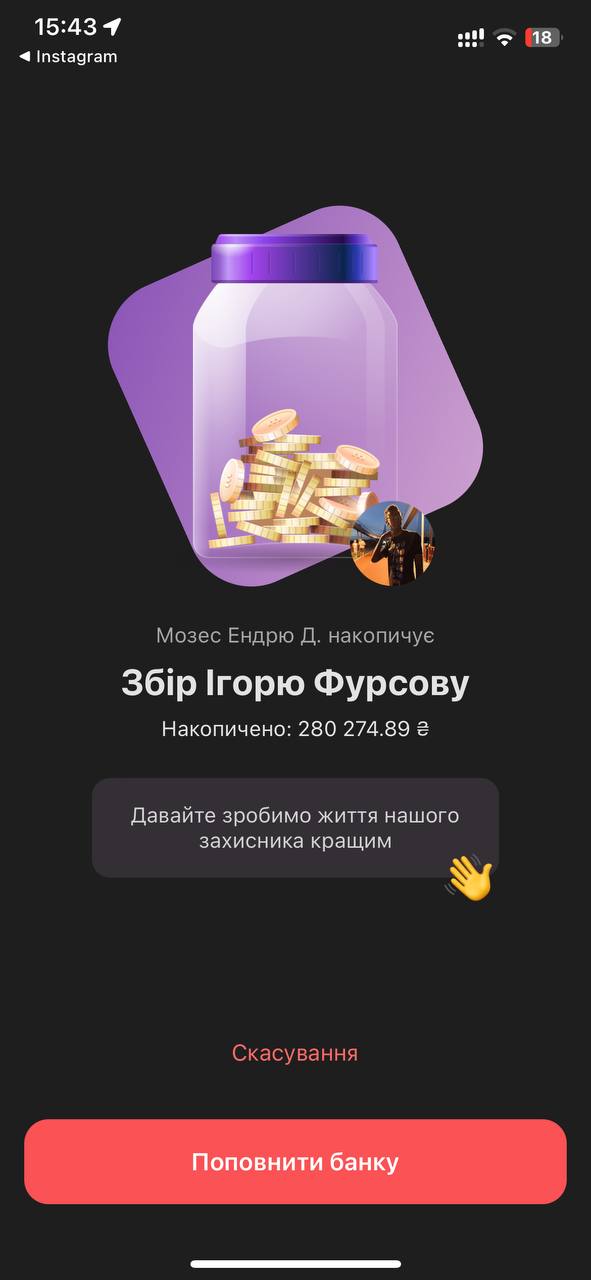 15:43
18
◀ Instagram
Мозес Ендрю Д. накопичує
Збір Ігорю Фурсову
Накопичено: 280 274.89 ₴
Давайте зробимо життя нашого
захисника кращим
Скасування
Поповнити банку